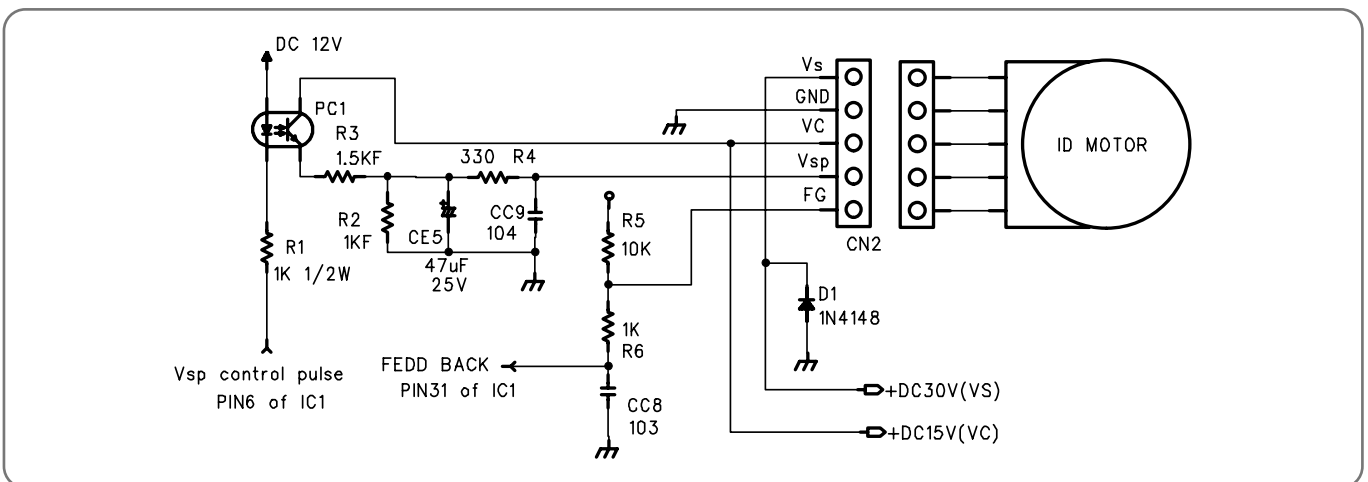 DC 12V
PC1
R3
1.5KF
330 R4
R2
1KF
CE5
47uF
25V
CC9
104
R1
1K 1/2W
Vsp control pulse
PIN6 of IC1
R5
10K
1K
R6
FEDD BACK
PIN31 of IC1
CC8
103
Vs
GND
VC
Vsp
FG
CN2
ID MOTOR
D1
1N4148
+DC30V(VS)
+DC15V(VC)